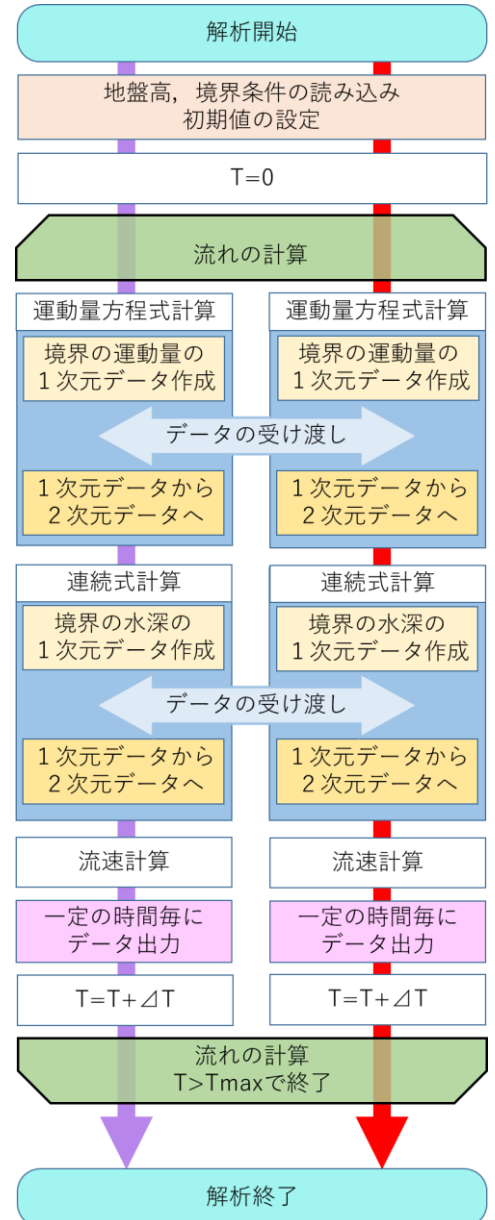 解析開始
地盤高，境界条件の読み込み
初期値の設定
T=0
流れの計算
運動量方程式計算
境界の運動量の
１次元データ作成
運動量方程式計算
境界の運動量の
１次元データ作成
データの受け渡し
１次元データから
２次元データへ
１次元データから
２次元データへ
連続式計算
境界の水深の
１次元データ作成
連続式計算
境界の水深の
１次元データ作成
データの受け渡し
１次元データから
２次元データへ
１次元データから
２次元データへ
流速計算
流速計算
一定の時間毎に
データ出力
一定の時間毎に
データ出力
T=T+⊿T
T=T+⊿T
流れの計算
T>Tmaxで終了
解析終了